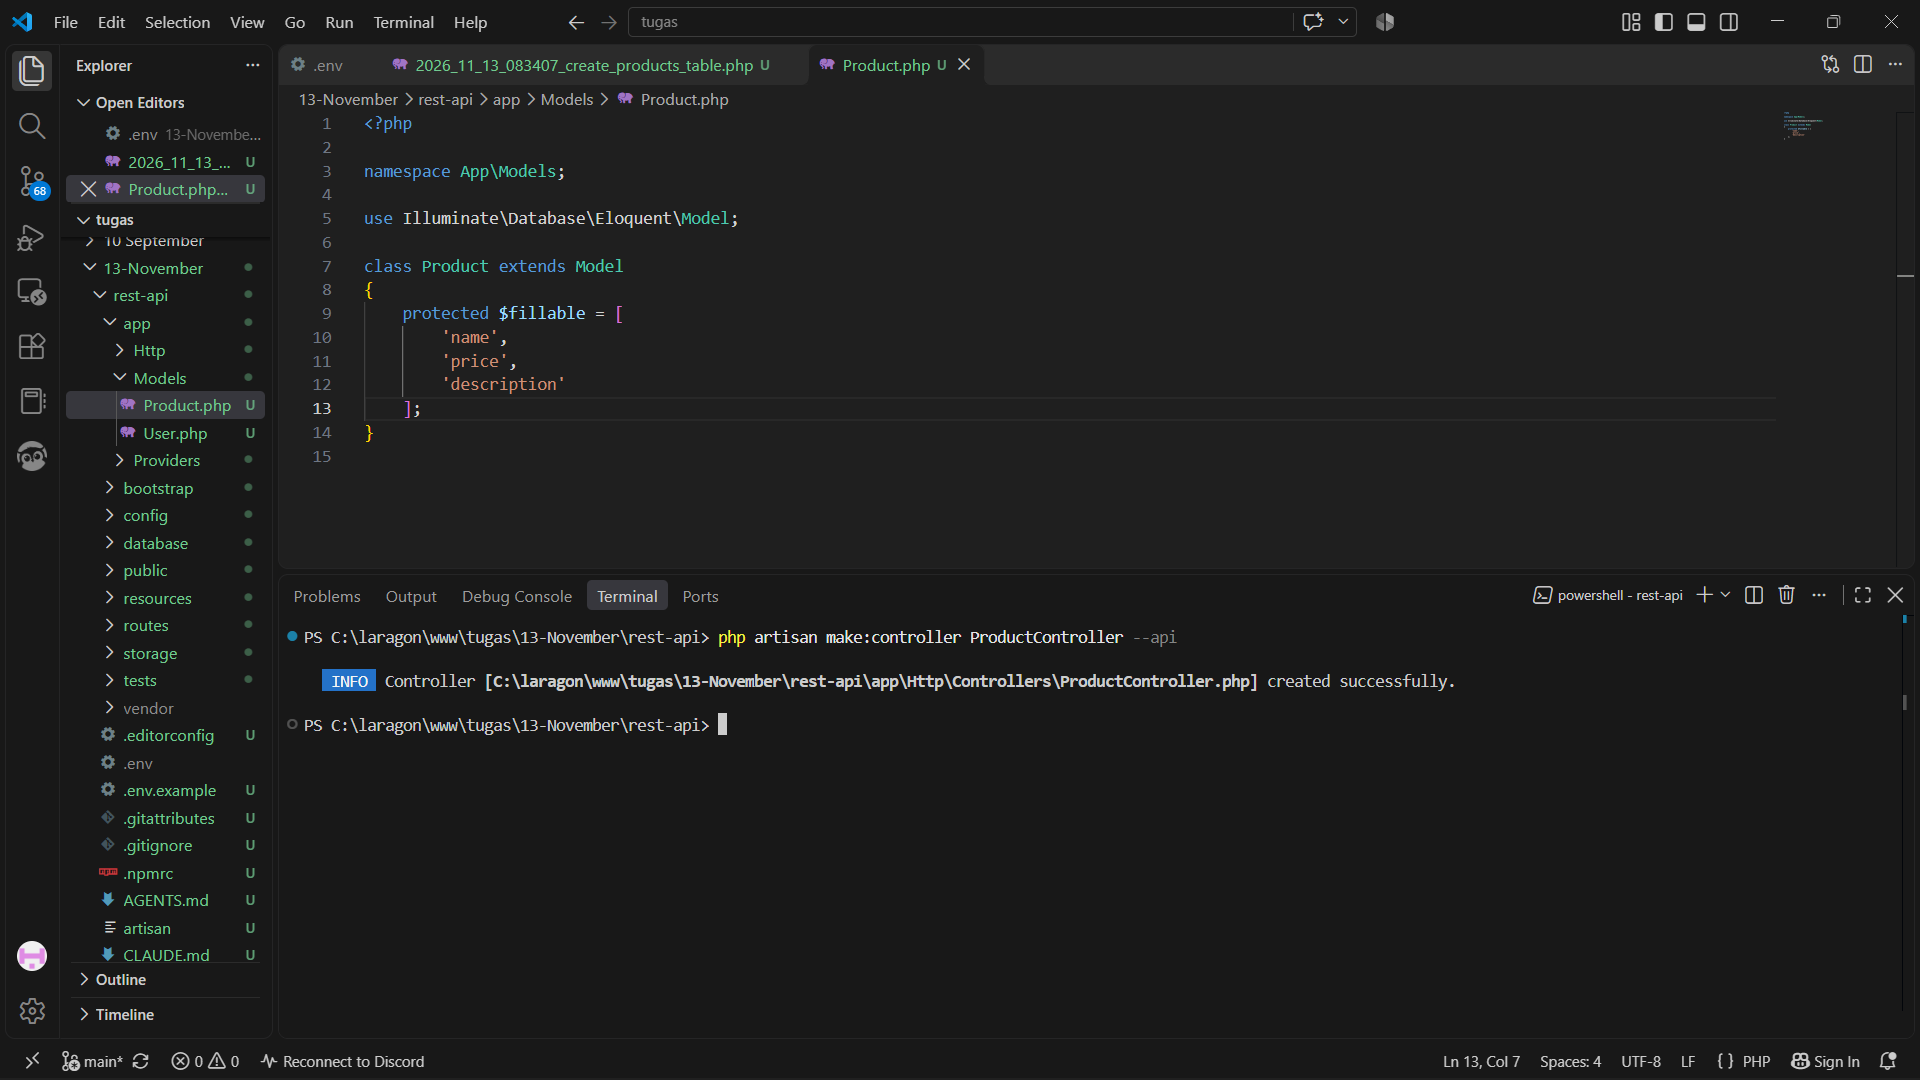 File Edit Selection View Go Run Terminal Help tugas
Explorer
Open Editors
.env 13-Novembe...
2026_11_13_... U
Product.php... U
68
tugas
10 September
13-November
rest-api
app
Http
Models
Product.php U
User.php U
Providers
bootstrap
config
database
public
resources
routes
storage
tests
vendor
.editorconfig U
.env
.env.example U
.gitattributes U
.gitignore U
.npmrc U
AGENTS.md U
artisan U
CLAUDE.md U
Outline
Timeline
.env 2026_11_13_083407_create_products_table.php U Product.php U
13-November > rest-api > app > Models > Product.php
1 <?php
2
3 namespace App\Models;
4
5 use Illuminate\Database\Eloquent\Model;
6
7 class Product extends Model
8 {
9 protected $fillable = [
10 'name',
11 'price',
12 'description'
13 ];
14 }
15
Problems Output Debug Console Terminal Ports powershell - rest-api
PS C:\laragon\www\tugas\13-November\rest-api> php artisan make:controller ProductController --api
INFO Controller [C:\laragon\www\tugas\13-November\rest-api\app\Http\Controllers\ProductController.php] created successfully.
PS C:\laragon\www\tugas\13-November\rest-api>
main* 0 0 Reconnect to Discord Ln 13, Col 7 Spaces: 4 UTF-8 LF {} PHP Sign In